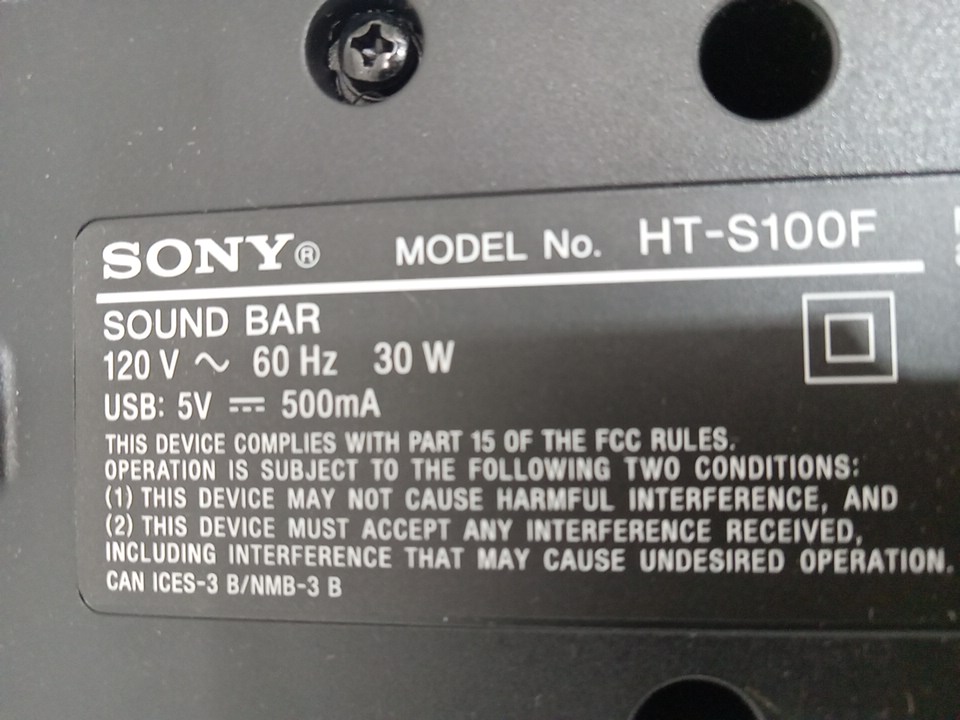 SONY® MODEL No. HT-S100F
SOUND BAR
120 V ~ 60 Hz 30 W
USB: 5V ⎓ 500mA
THIS DEVICE COMPLIES WITH PART 15 OF THE FCC RULES.
OPERATION IS SUBJECT TO THE FOLLOWING TWO CONDITIONS:
(1) THIS DEVICE MAY NOT CAUSE HARMFUL INTERFERENCE, AND
(2) THIS DEVICE MUST ACCEPT ANY INTERFERENCE RECEIVED,
INCLUDING INTERFERENCE THAT MAY CAUSE UNDESIRED OPERATION.
CAN ICES-3 B/NMB-3 B